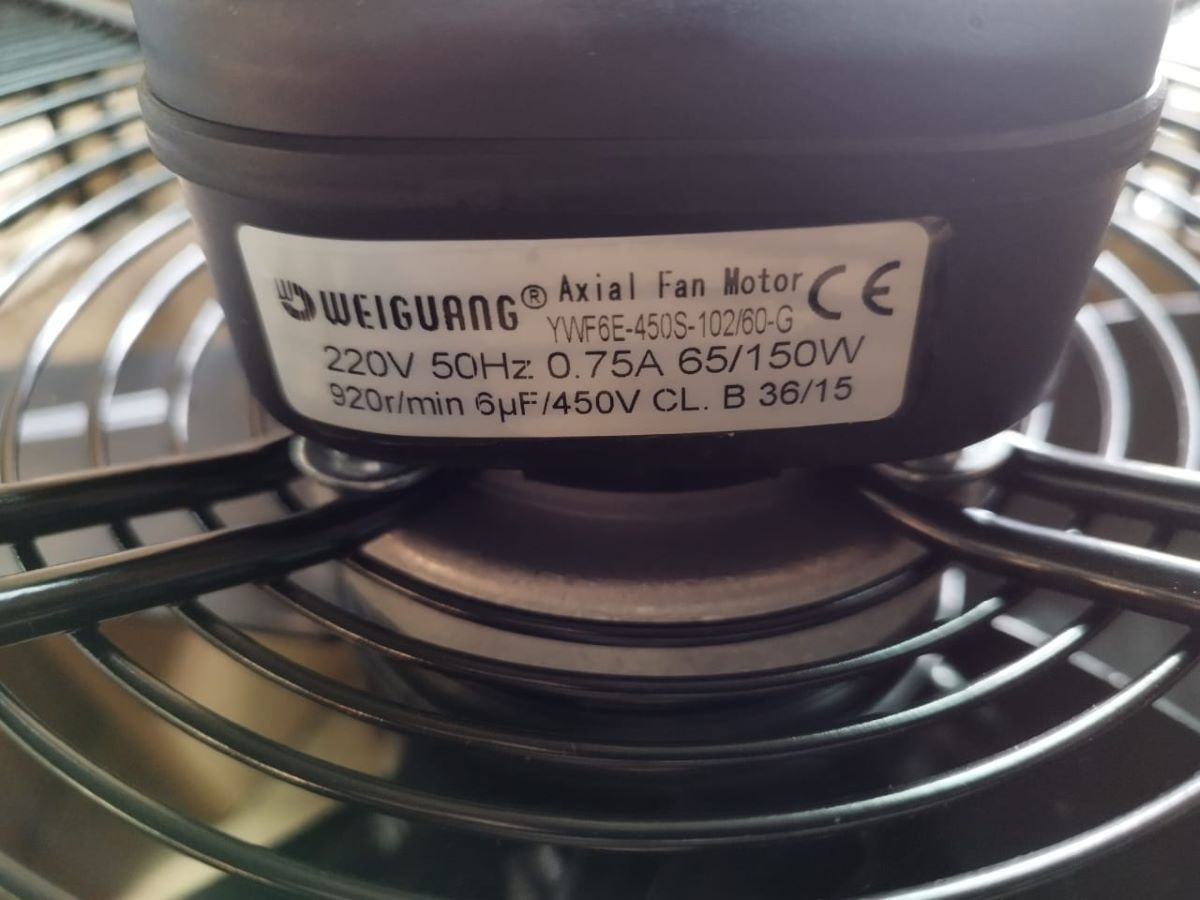 WEIGUANG® Axial Fan Motor CE
YWF6E-450S-102/60-G
220V 50Hz 0.75A 65/150W
920r/min 6µF/450V CL. B 36/15